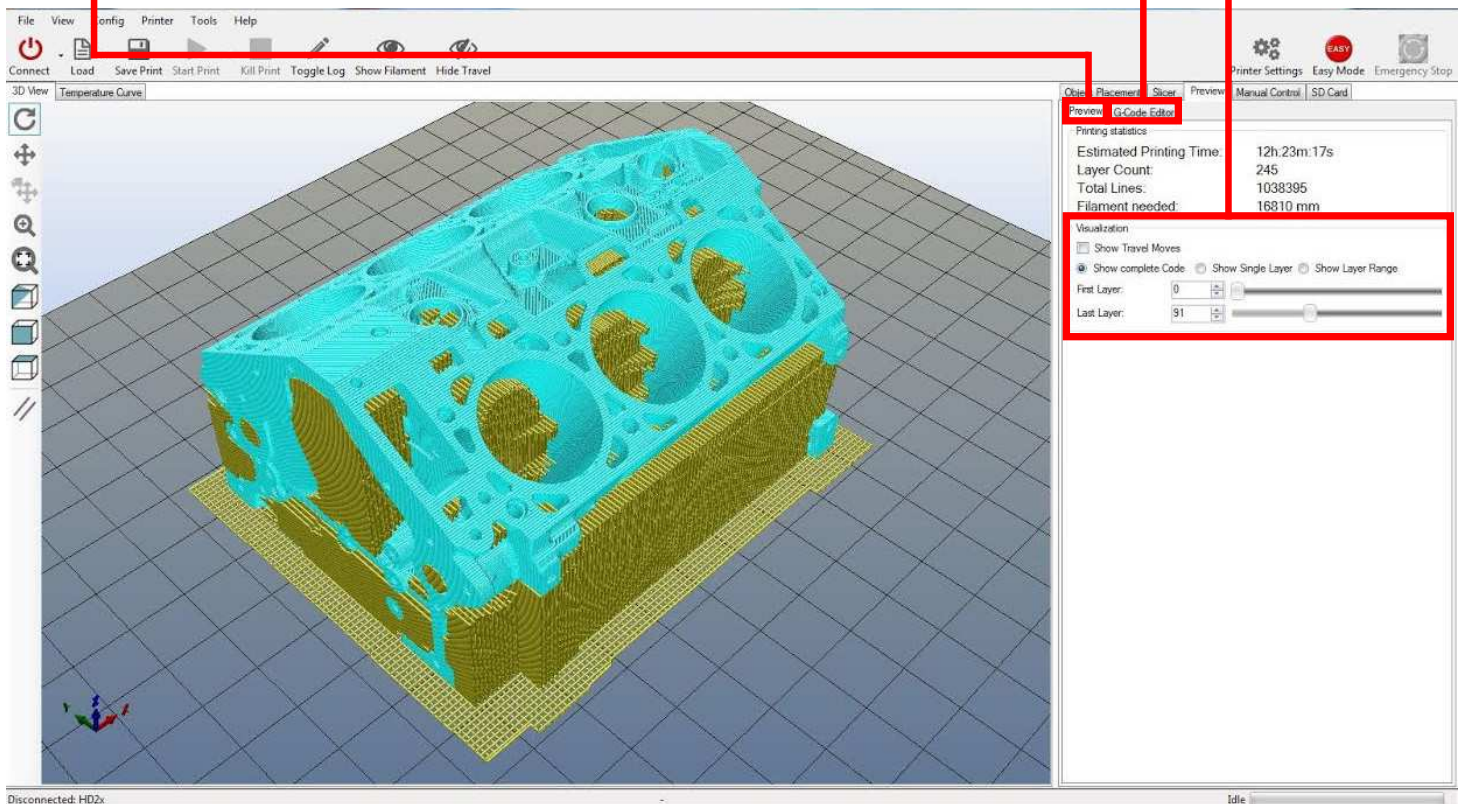 File View Config Printer Tools Help
Connect Load Save Print Start Print Kill Print Toggle Log Show Filament Hide Travel Printer Settings Easy Mode Emergency Stop
EASY
3D View Temperature Curve
Object Placement Slicer Preview Manual Control SD Card
Preview G-Code Editor
Printing statistics
Estimated Printing Time: 12h:23m:17s
Layer Count: 245
Total Lines: 1038395
Filament needed: 16810 mm
Visualization
Show Travel Moves
Show complete Code Show Single Layer Show Layer Range
First Layer: 0
Last Layer: 91
Disconnected: HD2x - Idle